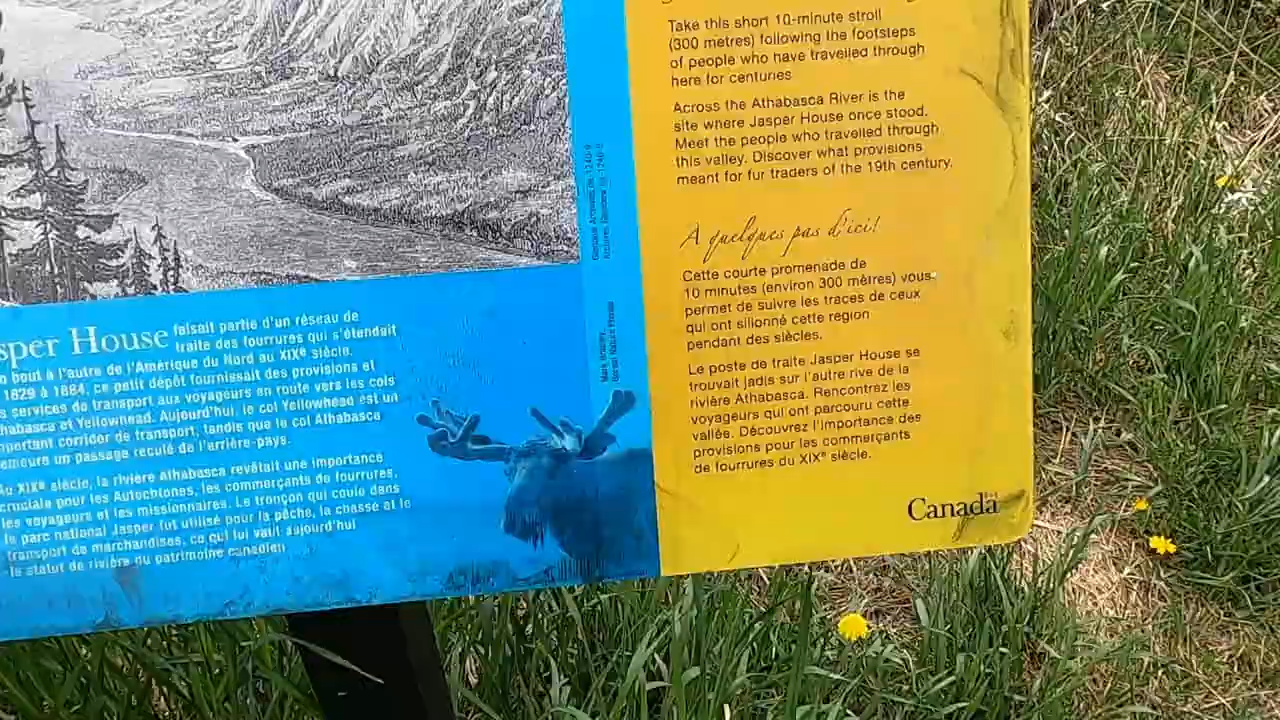 Take this short 10-minute stroll
(300 metres) following the footsteps
of people who have travelled through
here for centuries
Across the Athabasca River is the
site where Jasper House once stood.
Meet the people who travelled through
this valley. Discover what provisions
meant for fur traders of the 19th century.
À quelques pas d'ici!
Cette courte promenade de
10 minutes (environ 300 mètres) vous
permet de suivre les traces de ceux
qui ont sillonné cette région
pendant des siècles.
Le poste de traite Jasper House se
trouvait jadis sur l'autre rive de la
rivière Athabasca. Rencontrez les
voyageurs qui ont parcouru cette
vallée. Découvrez l'importance des
provisions pour les commerçants
de fourrures du XIXe siècle.
Canada
sper House faisait partie d'un réseau de
traite des fourrures qui s'étendait
n bout à l'autre de l'Amérique du Nord au XIXe siècle.
1829 à 1884, ce petit dépôt fournissait des provisions et
s services de transport aux voyageurs en route vers les cols
habasca et Yellowhead. Aujourd'hui, le col Yellowhead est un
mportant corridor de transport, tandis que le col Athabasca
emeure un passage reculé de l'arrière-pays.
Au XIXe siècle, la rivière Athabasca revêtait une importance
cruciale pour les Autochtones, les commerçants de fourrures,
les voyageurs et les missionnaires. Le tronçon qui coule dans
le parc national Jasper fut utilisé pour la pêche, la chasse et le
transport de marchandises, ce qui lui vaut aujourd'hui
le statut de rivière du patrimoine canadien
Glenbow Archives
Archives Glenbow
Mark Bradley